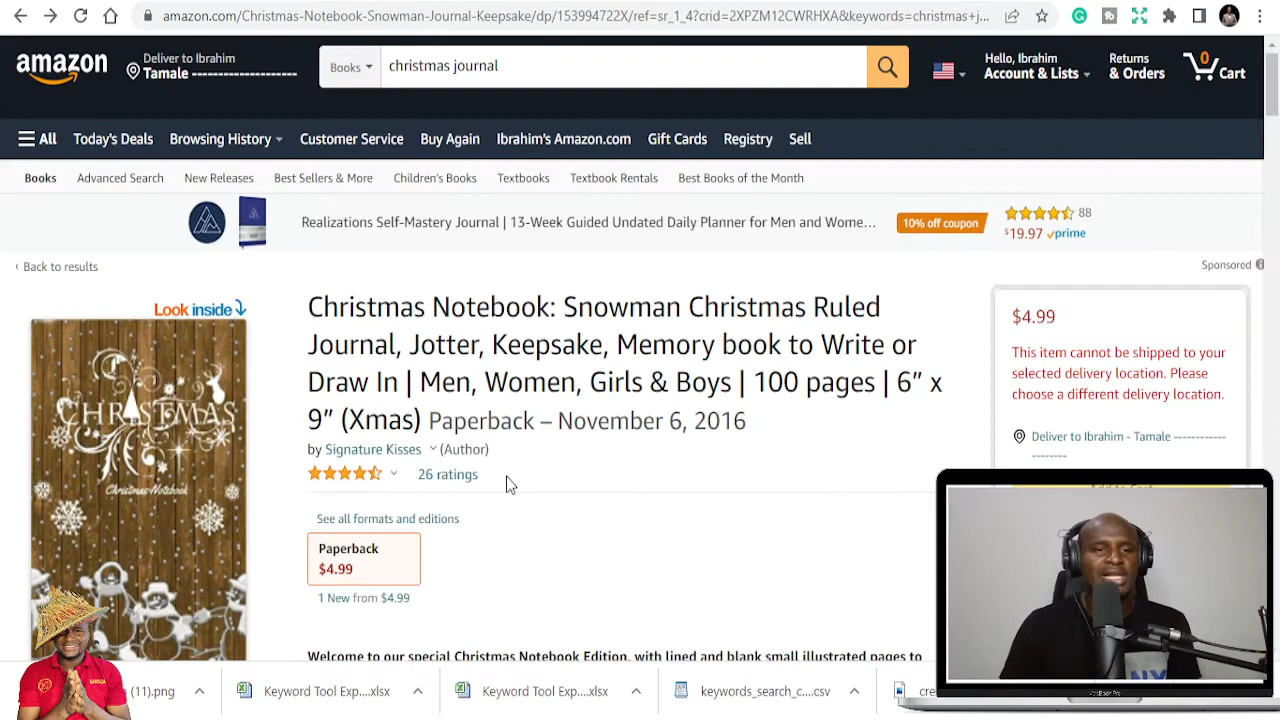 amazon.com/Christmas-Notebook-Snowman-Journal-Keepsake/dp/153994722X/ref=sr_1_4?crid=2XPZM12CWRHXA&keywords=christmas+j...
amazon
Deliver to Ibrahim
Tamale ------------------
Books
christmas journal
Hello, Ibrahim
Account & Lists
Returns
& Orders
0
Cart
All
Today's Deals
Browsing History
Customer Service
Buy Again
Ibrahim's Amazon.com
Gift Cards
Registry
Sell
Books
Advanced Search
New Releases
Best Sellers & More
Children's Books
Textbooks
Textbook Rentals
Best Books of the Month
Realizations Self-Mastery Journal | 13-Week Guided Undated Daily Planner for Men and Wome...
10% off coupon
88
$19.97 prime
‹ Back to results
Sponsored
Look inside
CHRISTMAS
Christmas Notebook
Christmas Notebook: Snowman Christmas Ruled
Journal, Jotter, Keepsake, Memory book to Write or
Draw In | Men, Women, Girls & Boys | 100 pages | 6” x
9” (Xmas) Paperback – November 6, 2016
by Signature Kisses (Author)
26 ratings
See all formats and editions
Paperback
$4.99
1 New from $4.99
Welcome to our special Christmas Notebook Edition, with lined and blank small illustrated pages to
$4.99
This item cannot be shipped to your
selected delivery location. Please
choose a different delivery location.
Deliver to Ibrahim - Tamale ------------
--------
MacBook Pro
(11).png
Keyword Tool Exp....xlsx
Keyword Tool Exp....xlsx
keywords_search_c....csv
cre